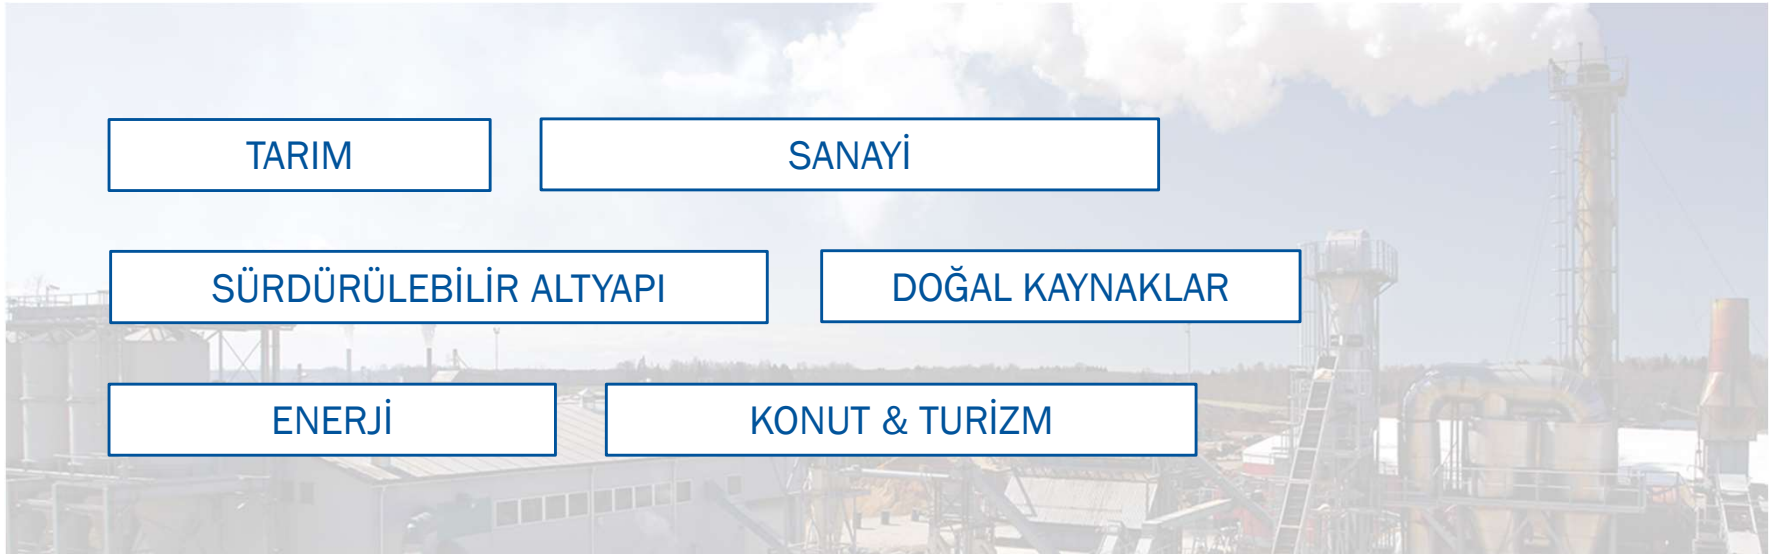 TARIM
SANAYİ
SÜRDÜRÜLEBİLİR ALTYAPI
DOĞAL KAYNAKLAR
ENERJİ
KONUT & TURİZM